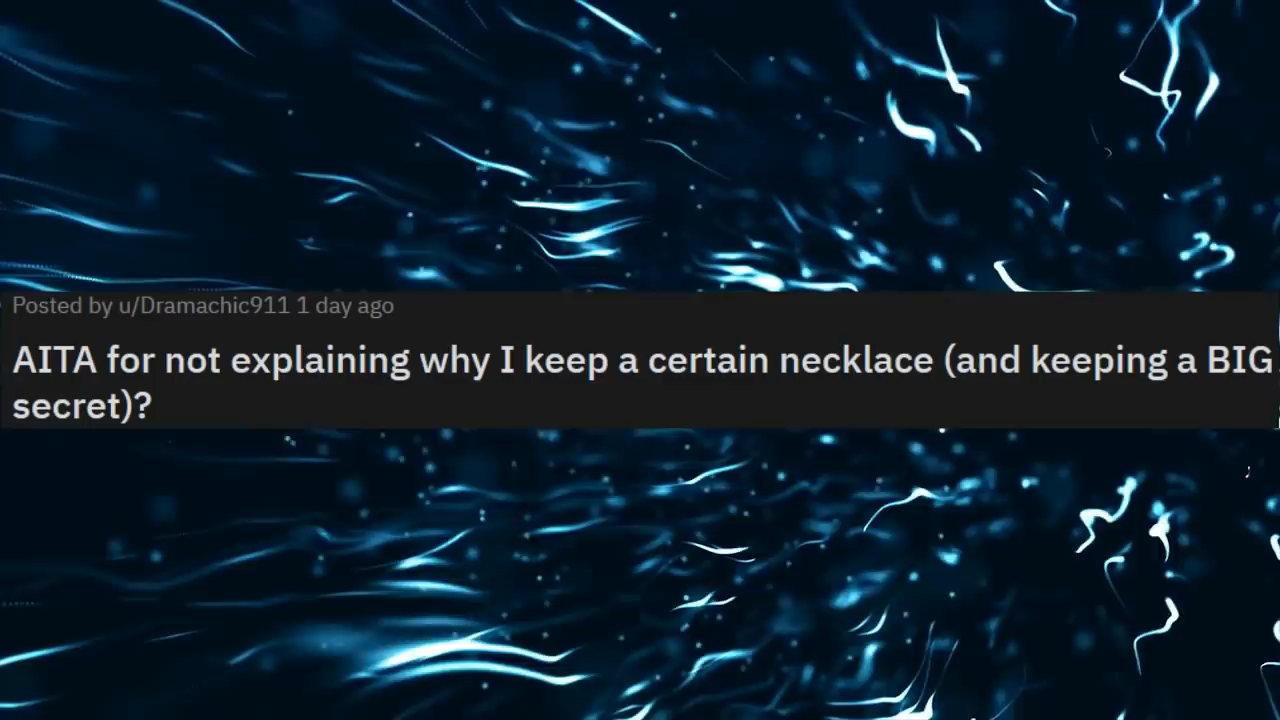 Posted by u/Dramachic911 1 day ago
AITA for not explaining why I keep a certain necklace (and keeping a BIG
secret)?